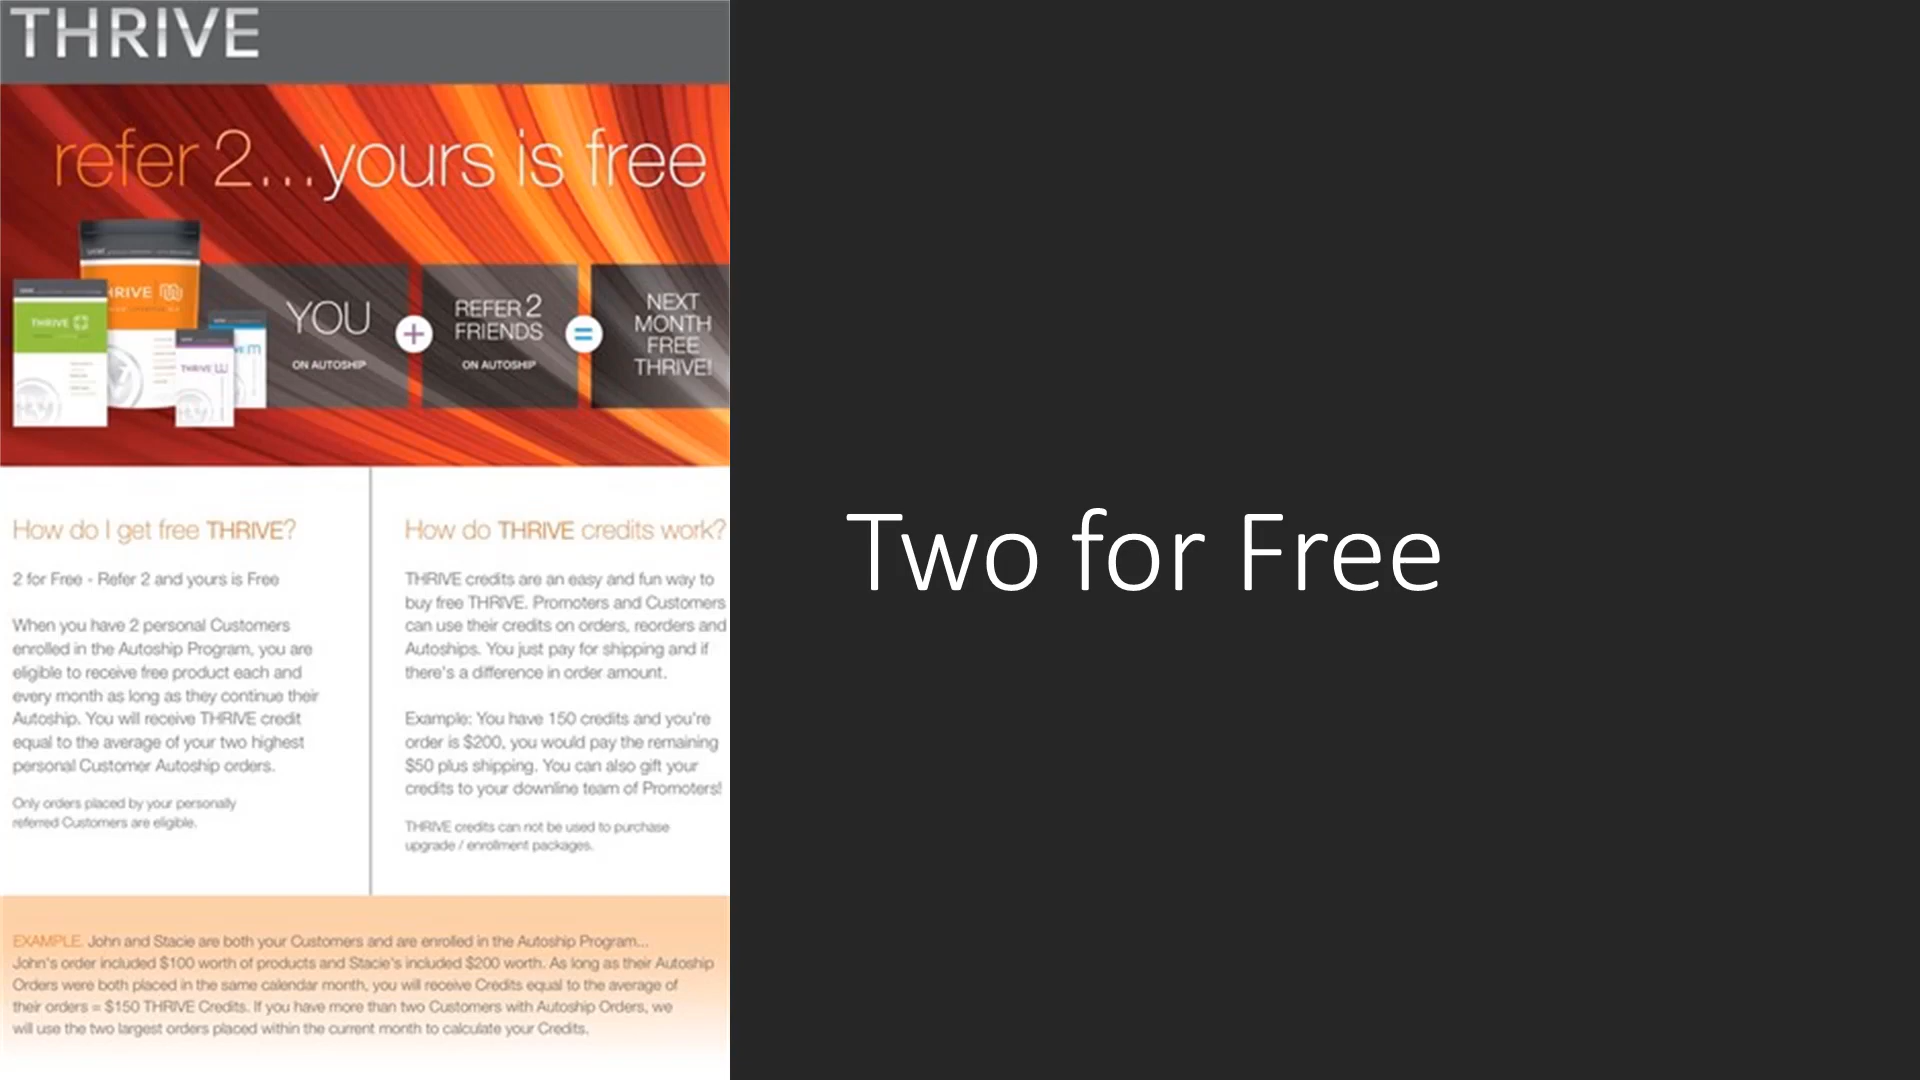 THRIVE
refer 2...yours is free
THRIVE
THRIVE
THRIVE
YOU
ON AUTOSHIP
+
REFER 2
FRIENDS
ON AUTOSHIP
=
NEXT
MONTH
FREE
THRIVE!
How do I get free THRIVE?
2 for Free - Refer 2 and yours is Free
When you have 2 personal Customers
enrolled in the Autoship Program, you are
eligible to receive free product each and
every month as long as they continue their
Autoship. You will receive THRIVE credit
equal to the average of your two highest
personal Customer Autoship orders.
Only orders placed by your personally
referred Customers are eligible.
How do THRIVE credits work?
THRIVE credits are an easy and fun way to
buy free THRIVE. Promoters and Customers
can use their credits on orders, reorders and
Autoships. You just pay for shipping and if
there's a difference in order amount.
Example: You have 150 credits and you're
order is $200, you would pay the remaining
$50 plus shipping. You can also gift your
credits to your downline team of Promoters!
THRIVE credits can not be used to purchase
upgrade / enrollment packages.
EXAMPLE: John and Stacie are both your Customers and are enrolled in the Autoship Program...
John's order included $100 worth of products and Stacie's included $200 worth. As long as their Autoship
Orders were both placed in the same calendar month, you will receive Credits equal to the average of
their orders = $150 THRIVE Credits. If you have more than two Customers with Autoship Orders, we
will use the two largest orders placed within the current month to calculate your Credits.
Two for Free